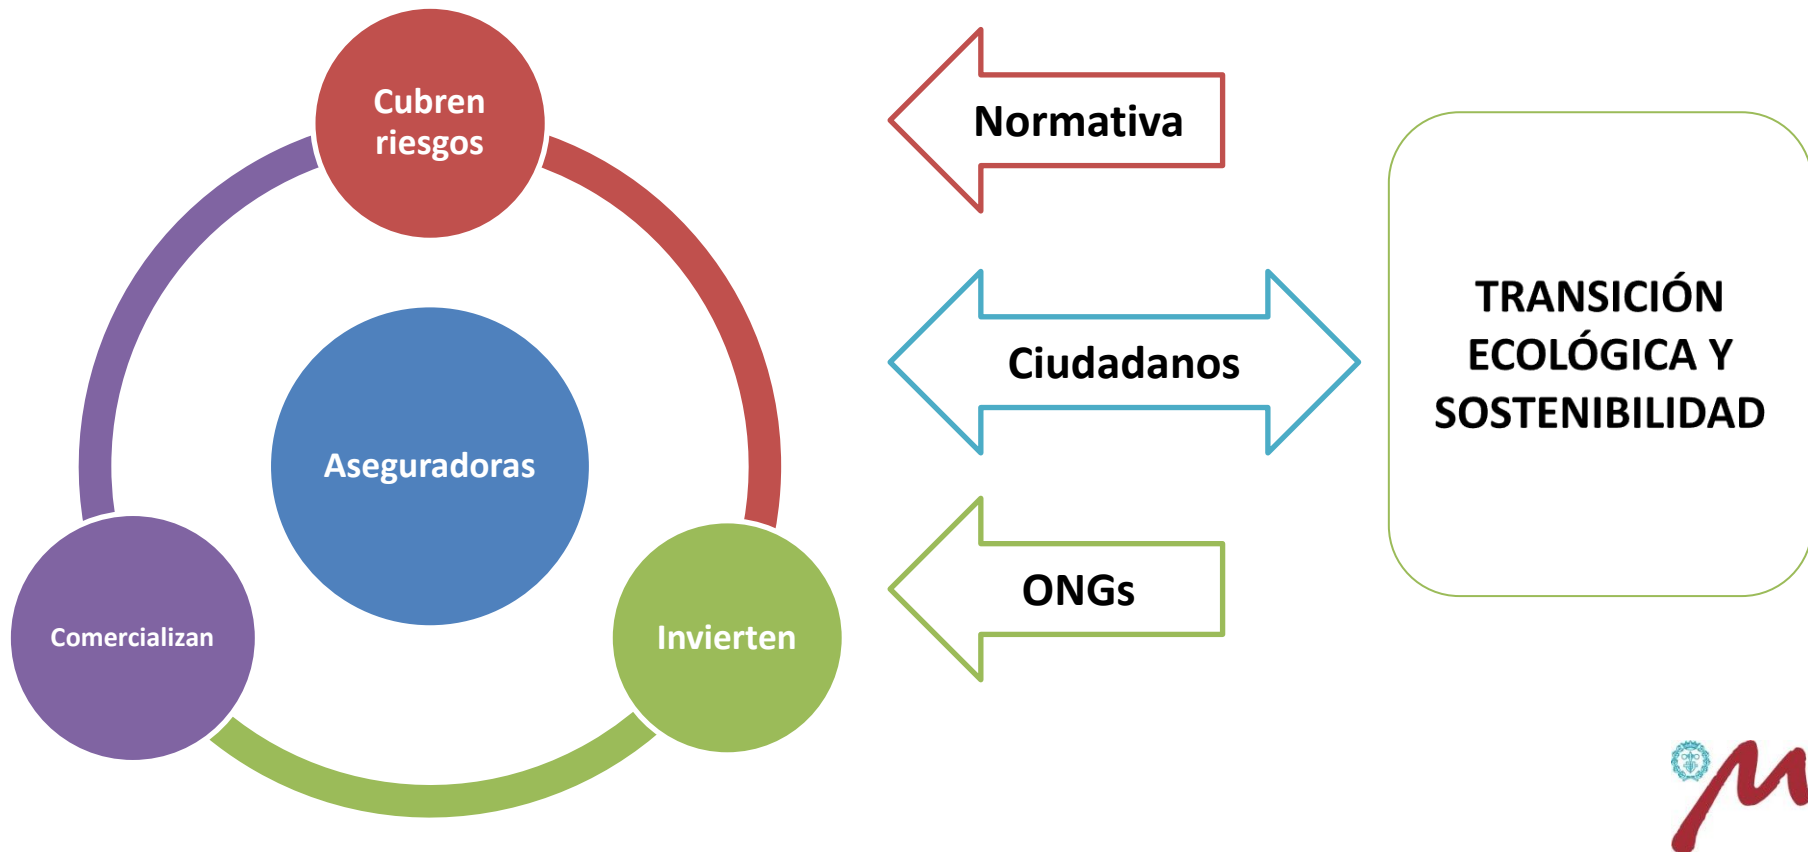 Cubren
riesgos
Aseguradoras
Comercializan
Invierten
Normativa
Ciudadanos
ONGs
TRANSICIÓN
ECOLÓGICA Y
SOSTENIBILIDAD